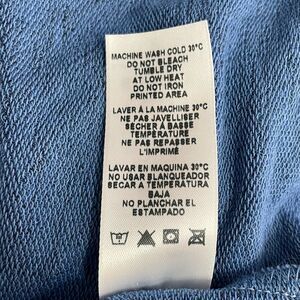 MACHINE WASH COLD 30°C
DO NOT BLEACH
TUMBLE DRY
AT LOW HEAT
DO NOT IRON
PRINTED AREA
LAVER À LA MACHINE 30°C
NE PAS JAVELLISER
SECHER À BASSE
TEMPERATURE
NE PAS REPASSER
L'IMPRIMÉ
LAVAR EN MAQUINA 30°C
NO USAR BLANQUEADOR
SECAR A TEMPERATURA
BAJA
NO PLANCHAR EL
ESTAMPADO